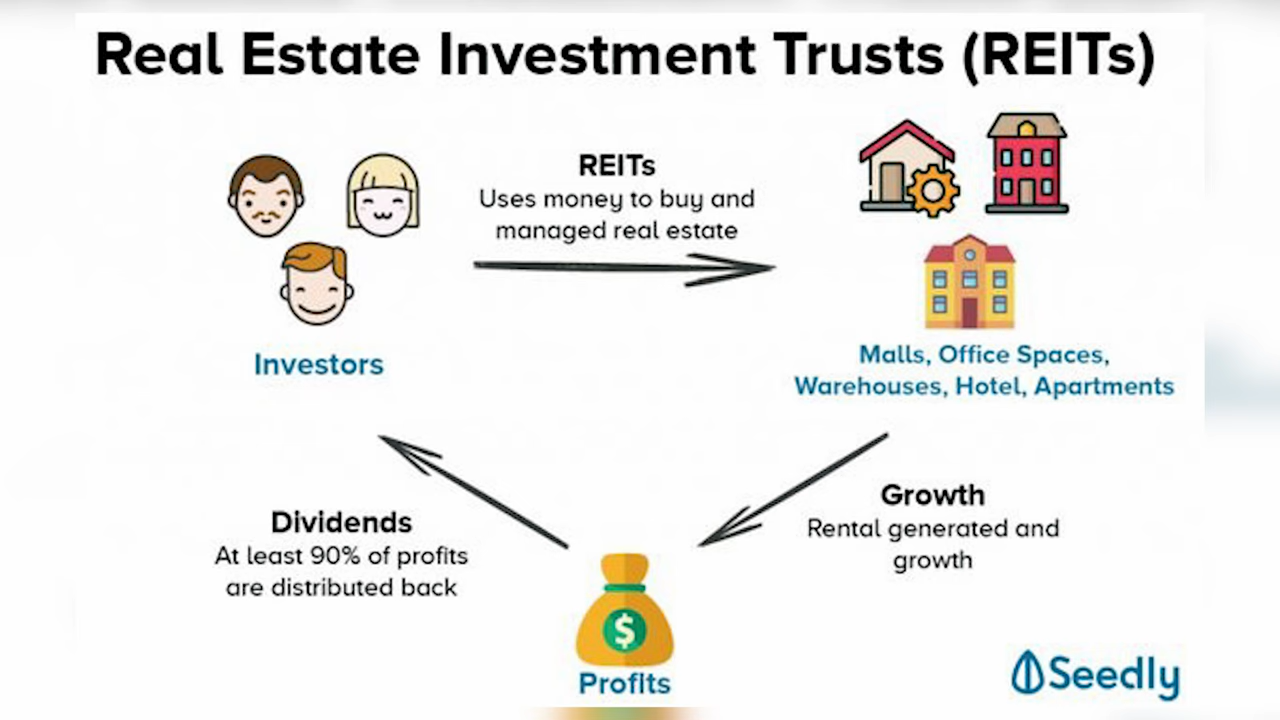 Real Estate Investment Trusts (REITs)
REITs
Uses money to buy and
managed real estate
Investors
Malls, Office Spaces,
Warehouses, Hotel, Apartments
Growth
Rental generated and
growth
Dividends
At least 90% of profits
are distributed back
$
Profits
Seedly